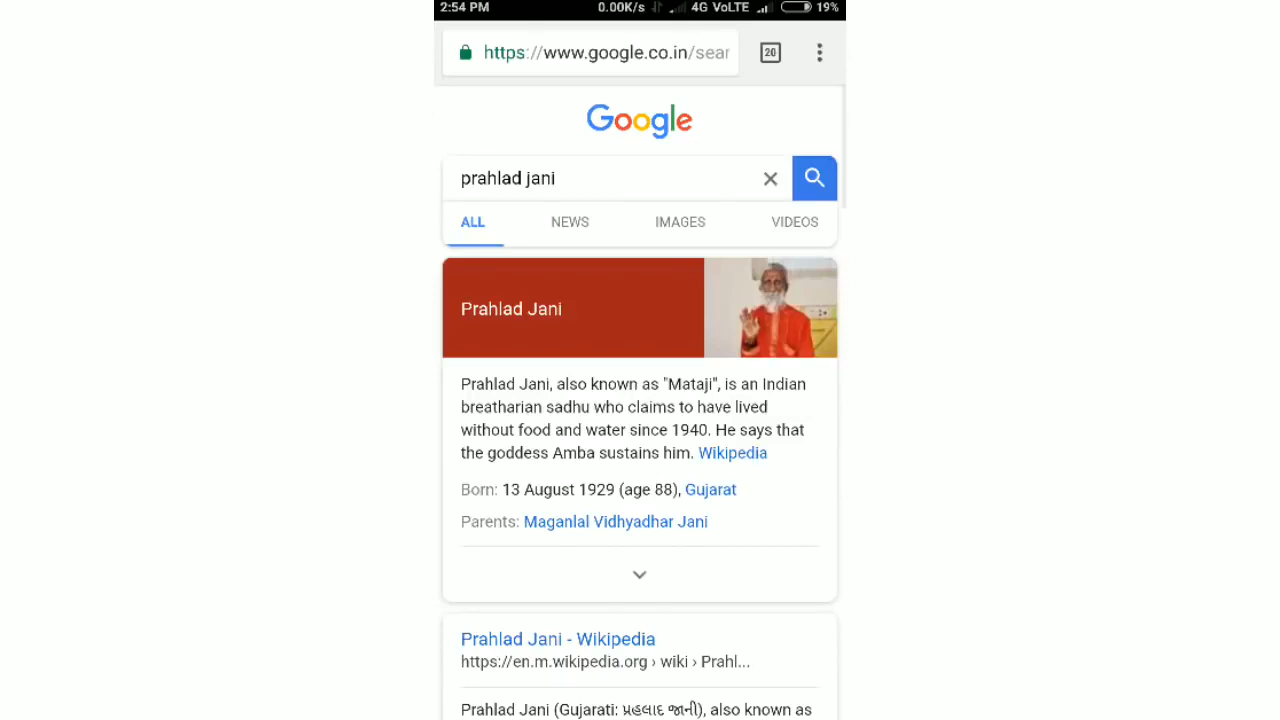 2:54 PM 0.00K/s 4G VoLTE 19%
https://www.google.co.in/sear
20
Google
prahlad jani
ALL NEWS IMAGES VIDEOS
Prahlad Jani
Prahlad Jani, also known as "Mataji", is an Indian
breatharian sadhu who claims to have lived
without food and water since 1940. He says that
the goddess Amba sustains him. Wikipedia
Born: 13 August 1929 (age 88), Gujarat
Parents: Maganlal Vidhyadhar Jani
Prahlad Jani - Wikipedia
https://en.m.wikipedia.org › wiki › Prahl...
Prahlad Jani (Gujarati: પ્રહલાદ જાની), also known as